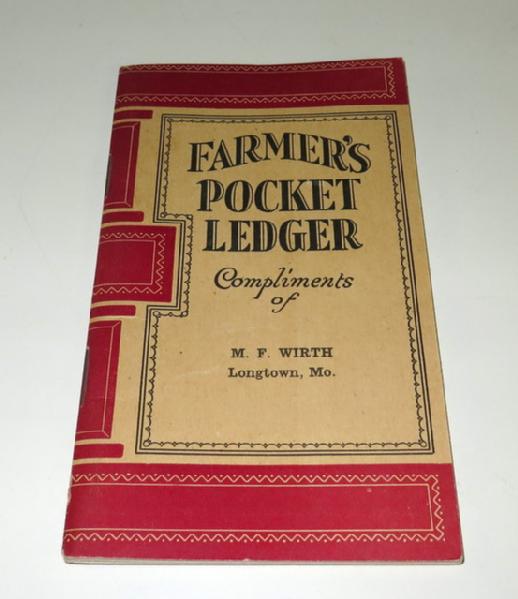 FARMER'S
POCKET
LEDGER
Compliments
of
M. F. WIRTH
Longtown, Mo.